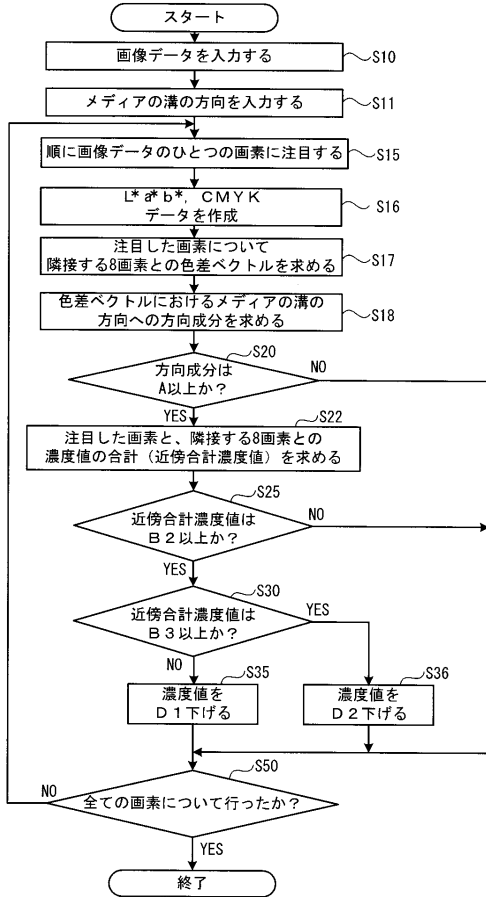 スタート
画像データを入力する
S10
メディアの溝の方向を入力する
S11
順に画像データのひとつの画素に注目する
S15
L* a* b*, CMYK
データを作成
S16
注目した画素について
隣接する8画素との色差ベクトルを求める
S17
色差ベクトルにおけるメディアの溝の
方向への方向成分を求める
S18
S20
方向成分は
A以上か?
NO
YES
S22
注目した画素と、隣接する8画素との
濃度値の合計(近傍合計濃度値)を求める
S25
近傍合計濃度値は
B2以上か?
NO
YES
S30
近傍合計濃度値は
B3以上か?
YES
NO
S35
濃度値を
D1下げる
S36
濃度値を
D2下げる
S50
全ての画素について行ったか?
NO
YES
終了